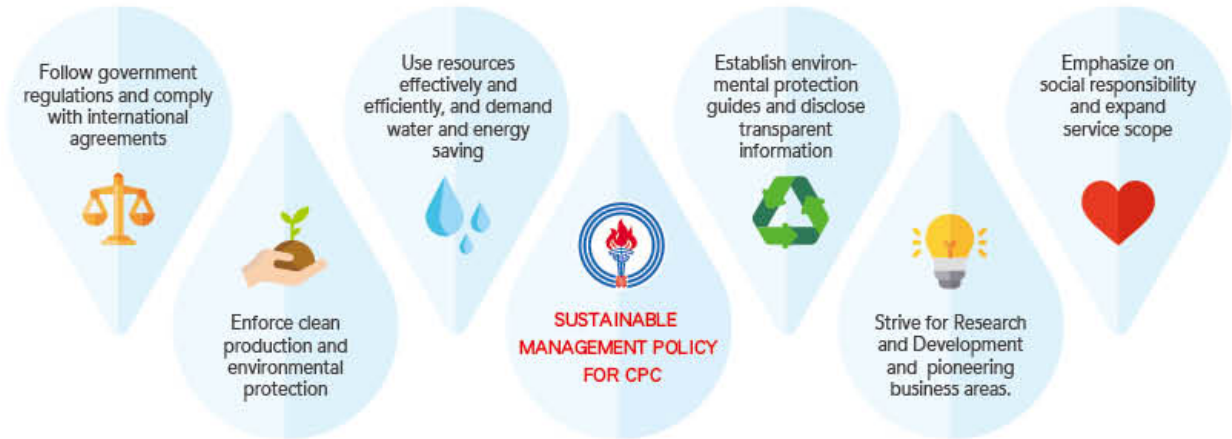 Follow government
regulations and comply
with international
agreements
Enforce clean
production and
environmental
protection
Use resources
effectively and
efficiently, and demand
water and energy
saving
SUSTAINABLE
MANAGEMENT POLICY
FOR CPC
Establish environ-
mental protection
guides and disclose
transparent
information
Strive for Research
and Development
and pioneering
business areas.
Emphasize on
social responsibility
and expand
service scope